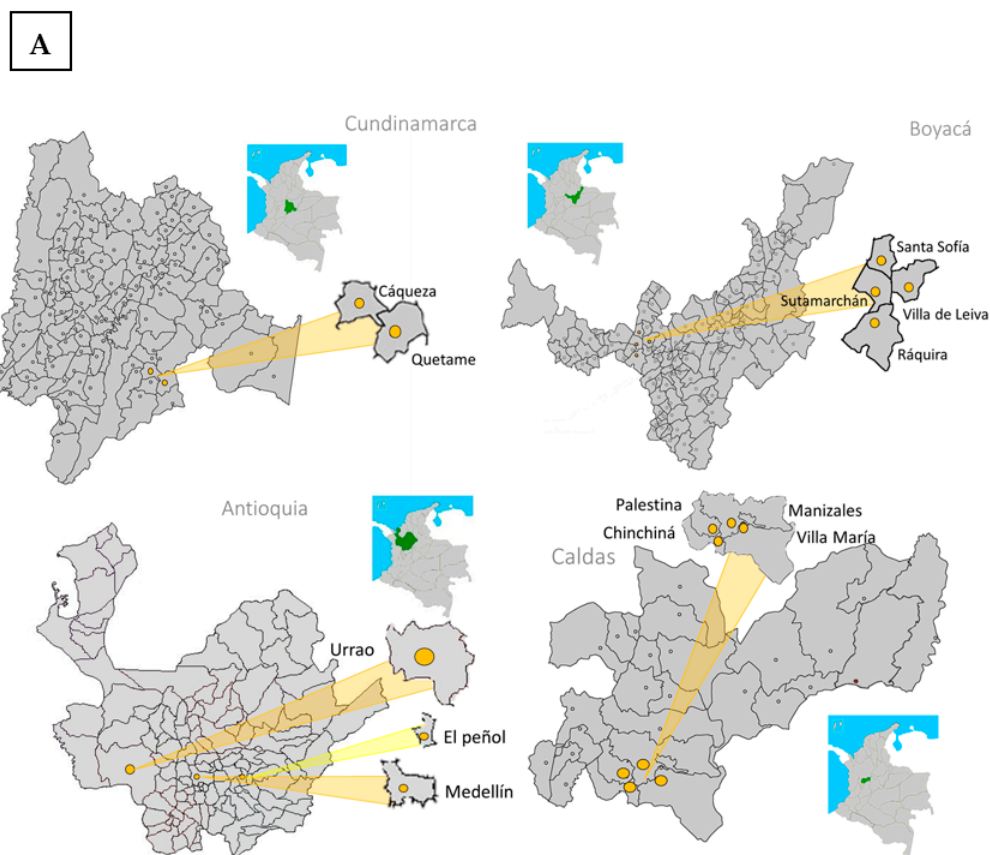 A
Cundinamarca
Cáqueza
Quetame
Boyacá
Santa Sofía
Sutamarchán
Villa de Leiva
Ráquira
Antioquia
Urrao
El peñol
Medellín
Caldas
Palestina
Manizales
Chinchiná
Villa María